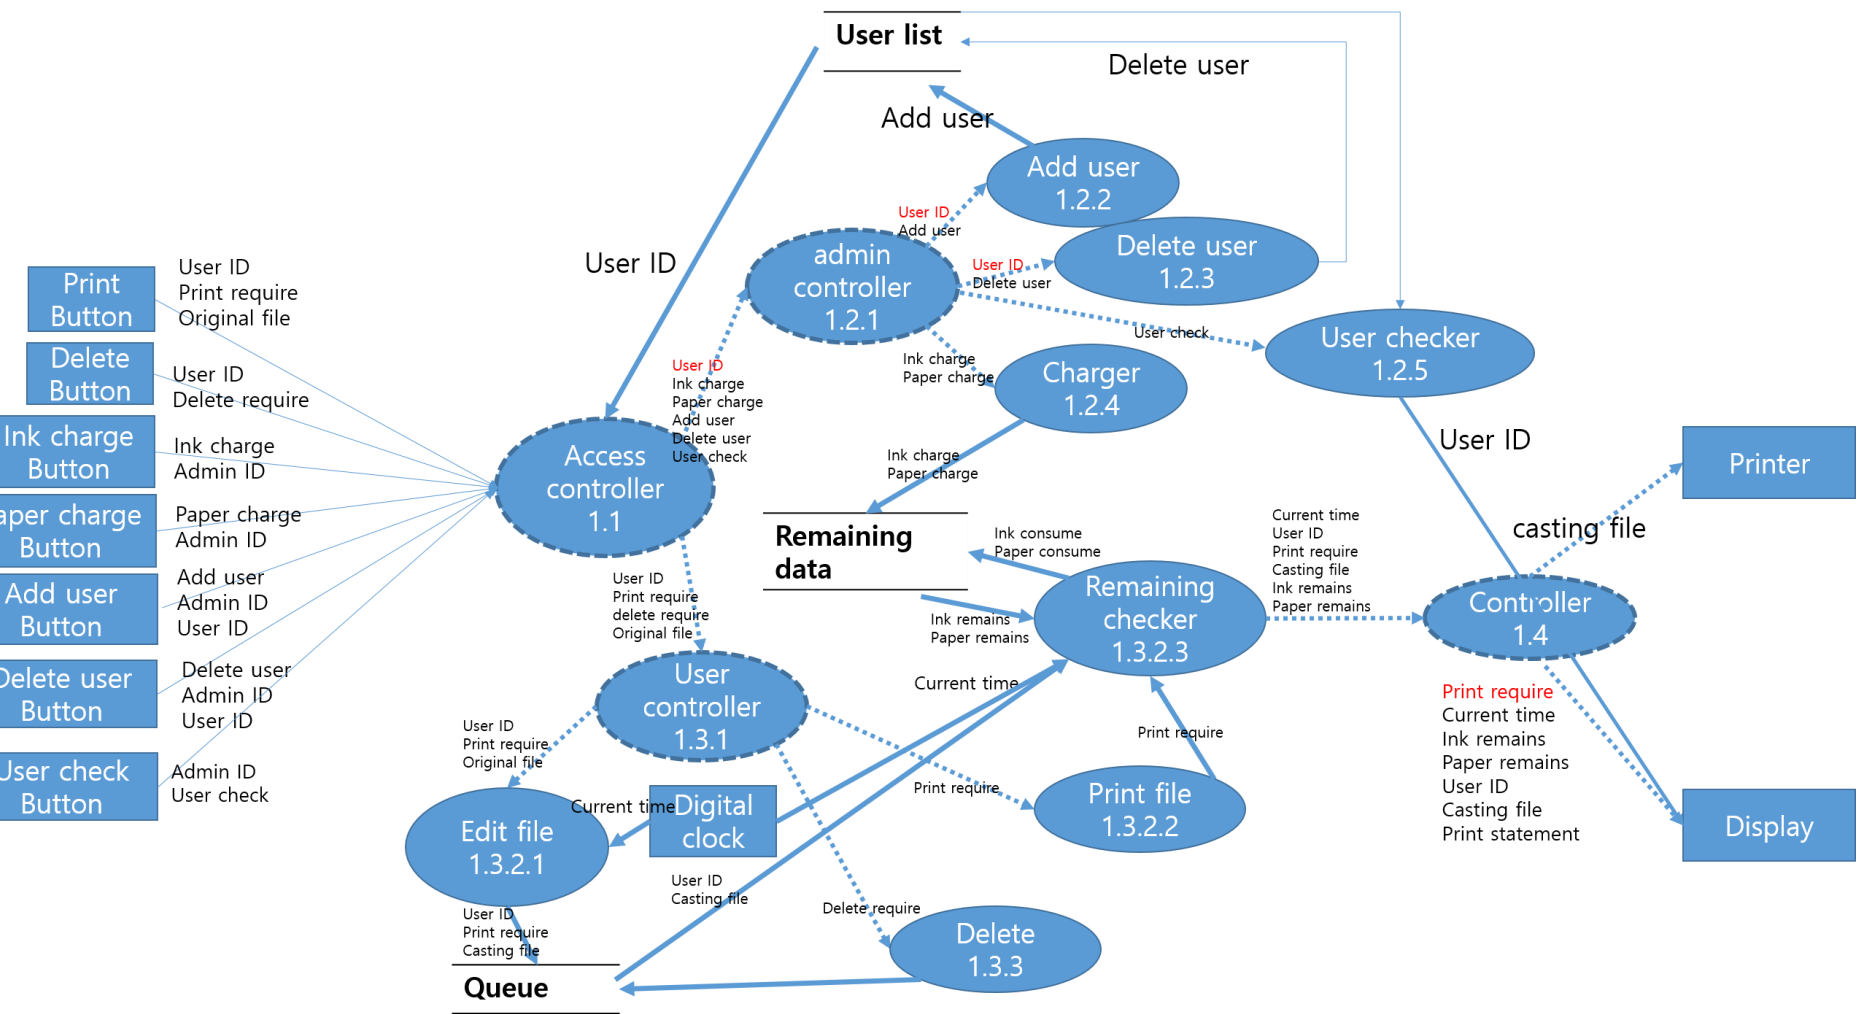 User list
Delete user
Add user
Add user
1.2.2
User ID
Add user
Delete user
1.2.3
User ID
Delete user
admin
controller
1.2.1
User ID
User check
User checker
1.2.5
Ink charge
Paper charge
Charger
1.2.4
Print
Button
User ID
Print require
Original file
Delete
Button
User ID
Delete require
Ink charge
Button
Ink charge
Admin ID
aper charge
Button
Paper charge
Admin ID
Add user
Button
Add user
Admin ID
User ID
Delete user
Button
Delete user
Admin ID
User ID
User check
Button
Admin ID
User check
User ID
Ink charge
Paper charge
Add user
Delete user
User check
Access
controller
1.1
Ink charge
Paper charge
User ID
Printer
casting file
Remaining
data
Ink consume
Paper consume
Ink remains
Paper remains
Remaining
checker
1.3.2.3
Current time
User ID
Print require
Casting file
Ink remains
Paper remains
Controller
1.4
User ID
Print require
delete require
Original file
User
controller
1.3.1
Current time
Print require
Print require
Current time
Ink remains
Paper remains
User ID
Casting file
Print statement
Display
User ID
Print require
Original file
Current time
Digital
clock
Print require
Print file
1.3.2.2
Edit file
1.3.2.1
User ID
Casting file
Delete require
User ID
Print require
Casting file
Delete
1.3.3
Queue